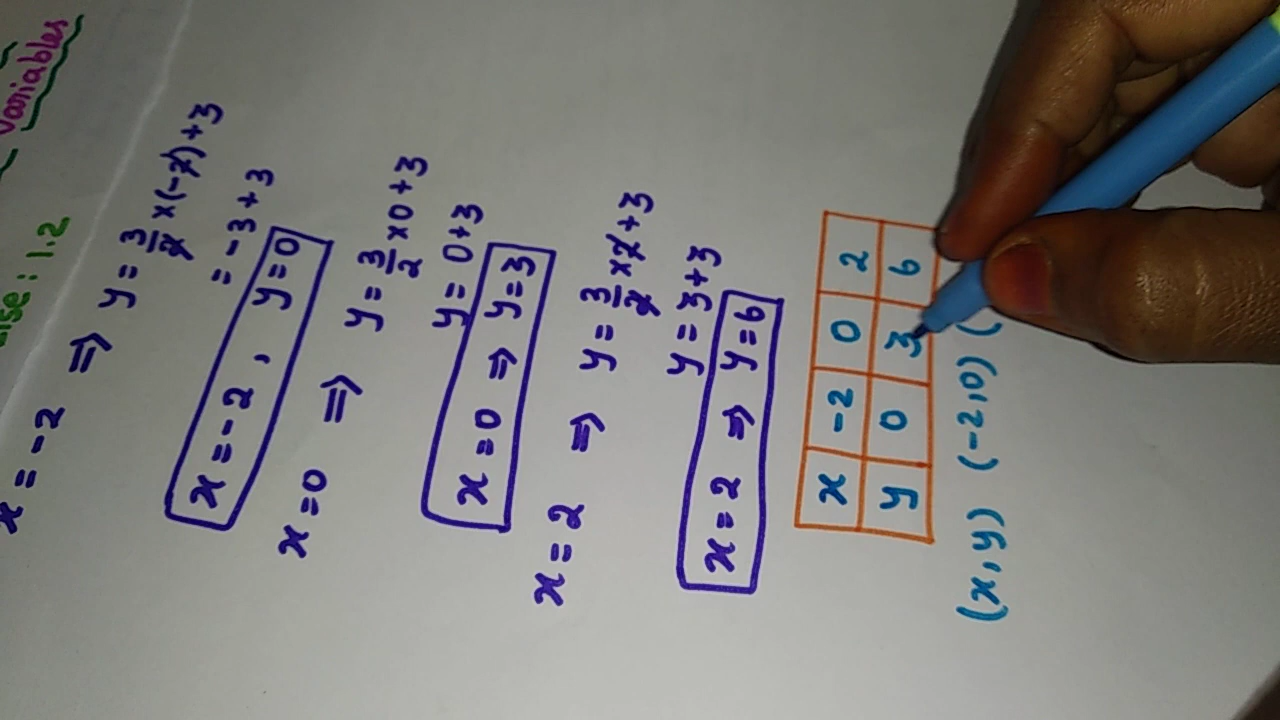 Variables
: 1.2
x = -2 ⇒ y = 3/2 × (-2) + 3
= -3 + 3
x = -2 , y = 0
x = 0 ⇒ y = 3/2 × 0 + 3
y = 0 + 3
x = 0 ⇒ y = 3
x = 2 ⇒ y = 3/2 × 2 + 3
y = 3 + 3
x = 2 ⇒ y = 6
x -2 0 2
y 0 3 6
(x, y) (-2, 0) (